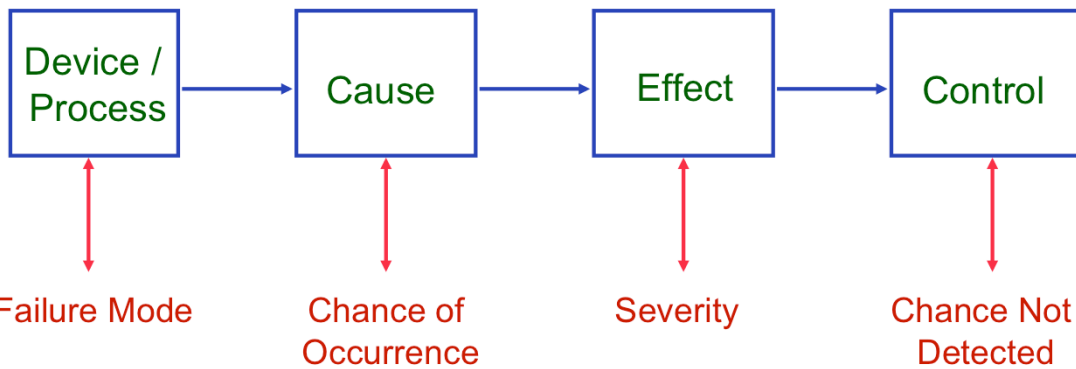 Device /
Process
Cause
Effect
Control
Failure Mode
Chance of
Occurrence
Severity
Chance Not
Detected